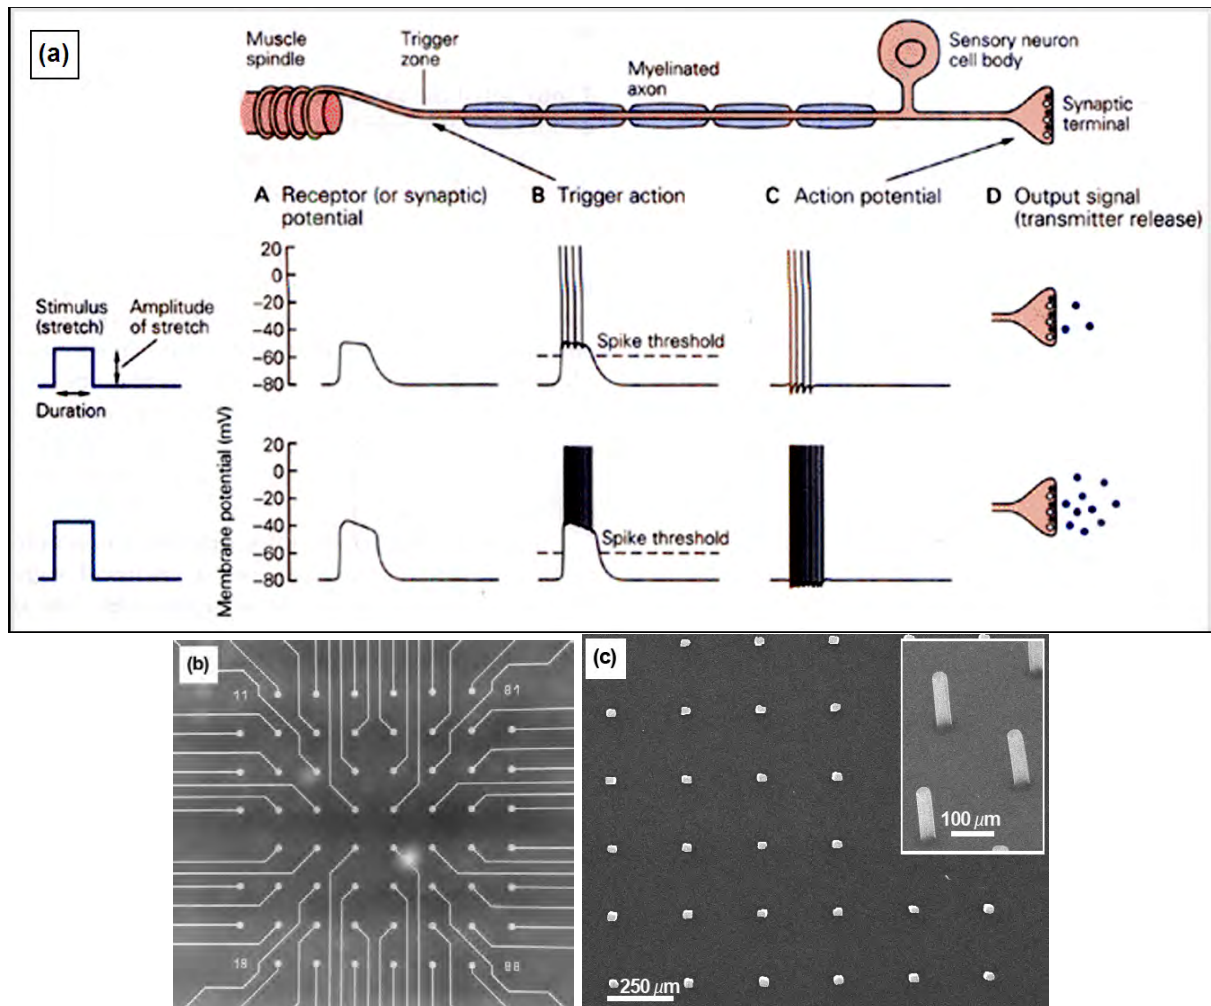 (a)
Muscle
spindle
Trigger
zone
Myelinated
axon
Sensory neuron
cell body
Synaptic
terminal
A Receptor (or synaptic)
potential
B Trigger action
C Action potential
D Output signal
(transmitter release)
Stimulus
(stretch)
Amplitude
of stretch
Duration
Membrane potential (mV)
20
0
−20
−40
−60
−80
Spike threshold
20
0
−20
−40
−60
−80
Spike threshold
(b)
11
81
18
88
(c)
100 μm
250 μm